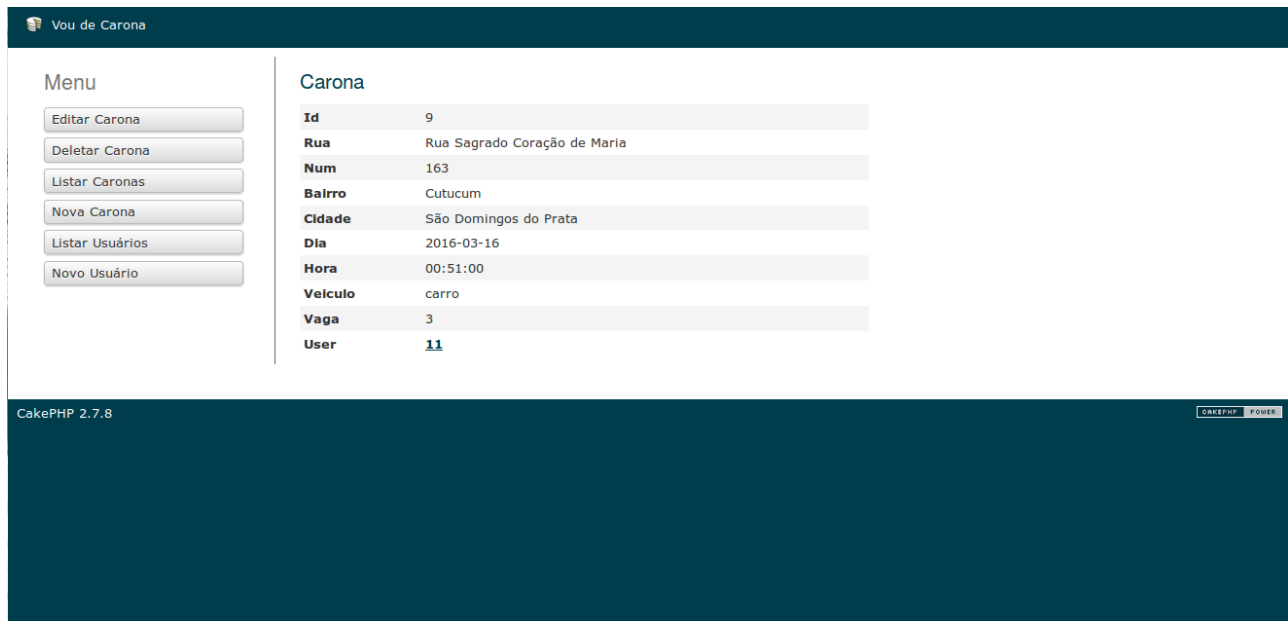 Vou de Carona
Menu
Editar Carona
Deletar Carona
Listar Caronas
Nova Carona
Listar Usuários
Novo Usuário
Carona
Id 9
Rua Rua Sagrado Coração de Maria
Num 163
Bairro Cutucum
Cidade São Domingos do Prata
Dia 2016-03-16
Hora 00:51:00
Veiculo carro
Vaga 3
User 11
CakePHP 2.7.8
CAKEPHP POWER